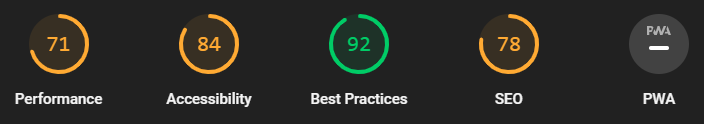 71 84 92 78 PWA
Performance Accessibility Best Practices SEO PWA